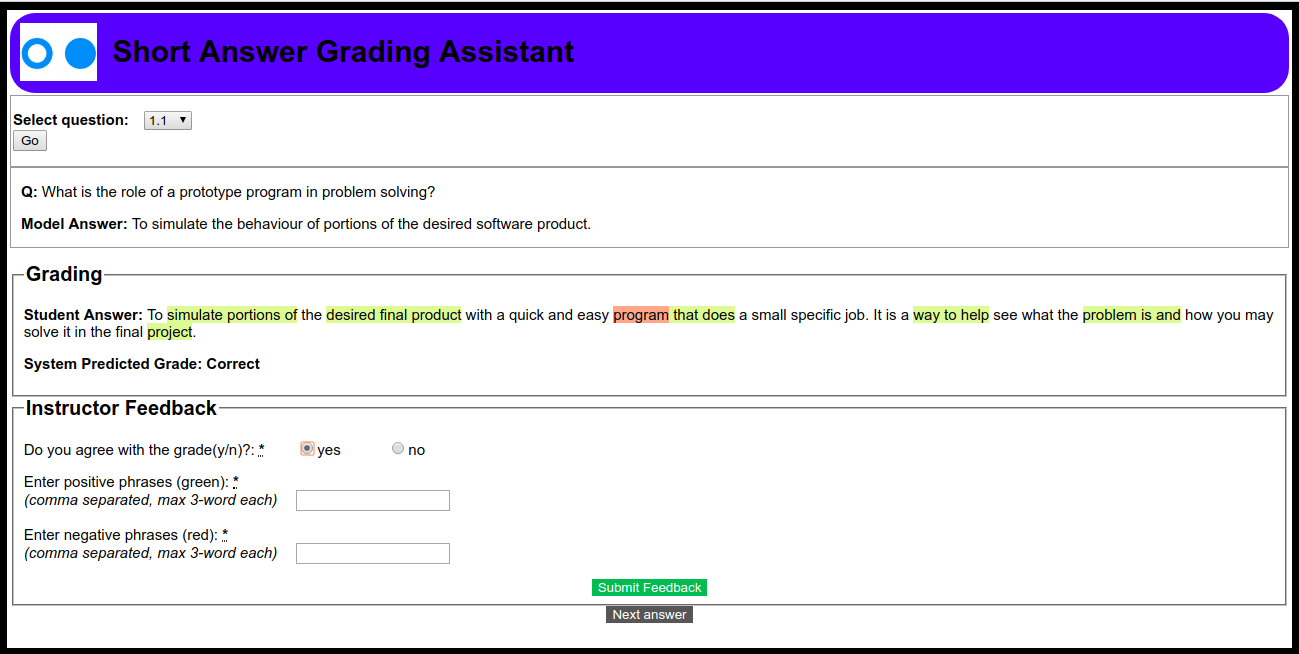 Short Answer Grading Assistant
Select question: 1.1
Go
Q: What is the role of a prototype program in problem solving?
Model Answer: To simulate the behaviour of portions of the desired software product.
Grading
Student Answer: To simulate portions of the desired final product with a quick and easy program that does a small specific job. It is a way to help see what the problem is and how you may
solve it in the final project.
System Predicted Grade: Correct
Instructor Feedback
Do you agree with the grade(y/n)?: * yes no
Enter positive phrases (green): *
(comma separated, max 3-word each)
Enter negative phrases (red): *
(comma separated, max 3-word each)
Submit Feedback
Next answer